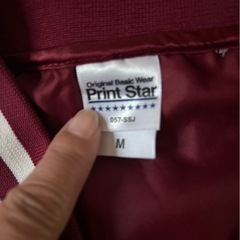 Original Basic Wear
Print Star
★★★★★★★★★
057-SSJ
M